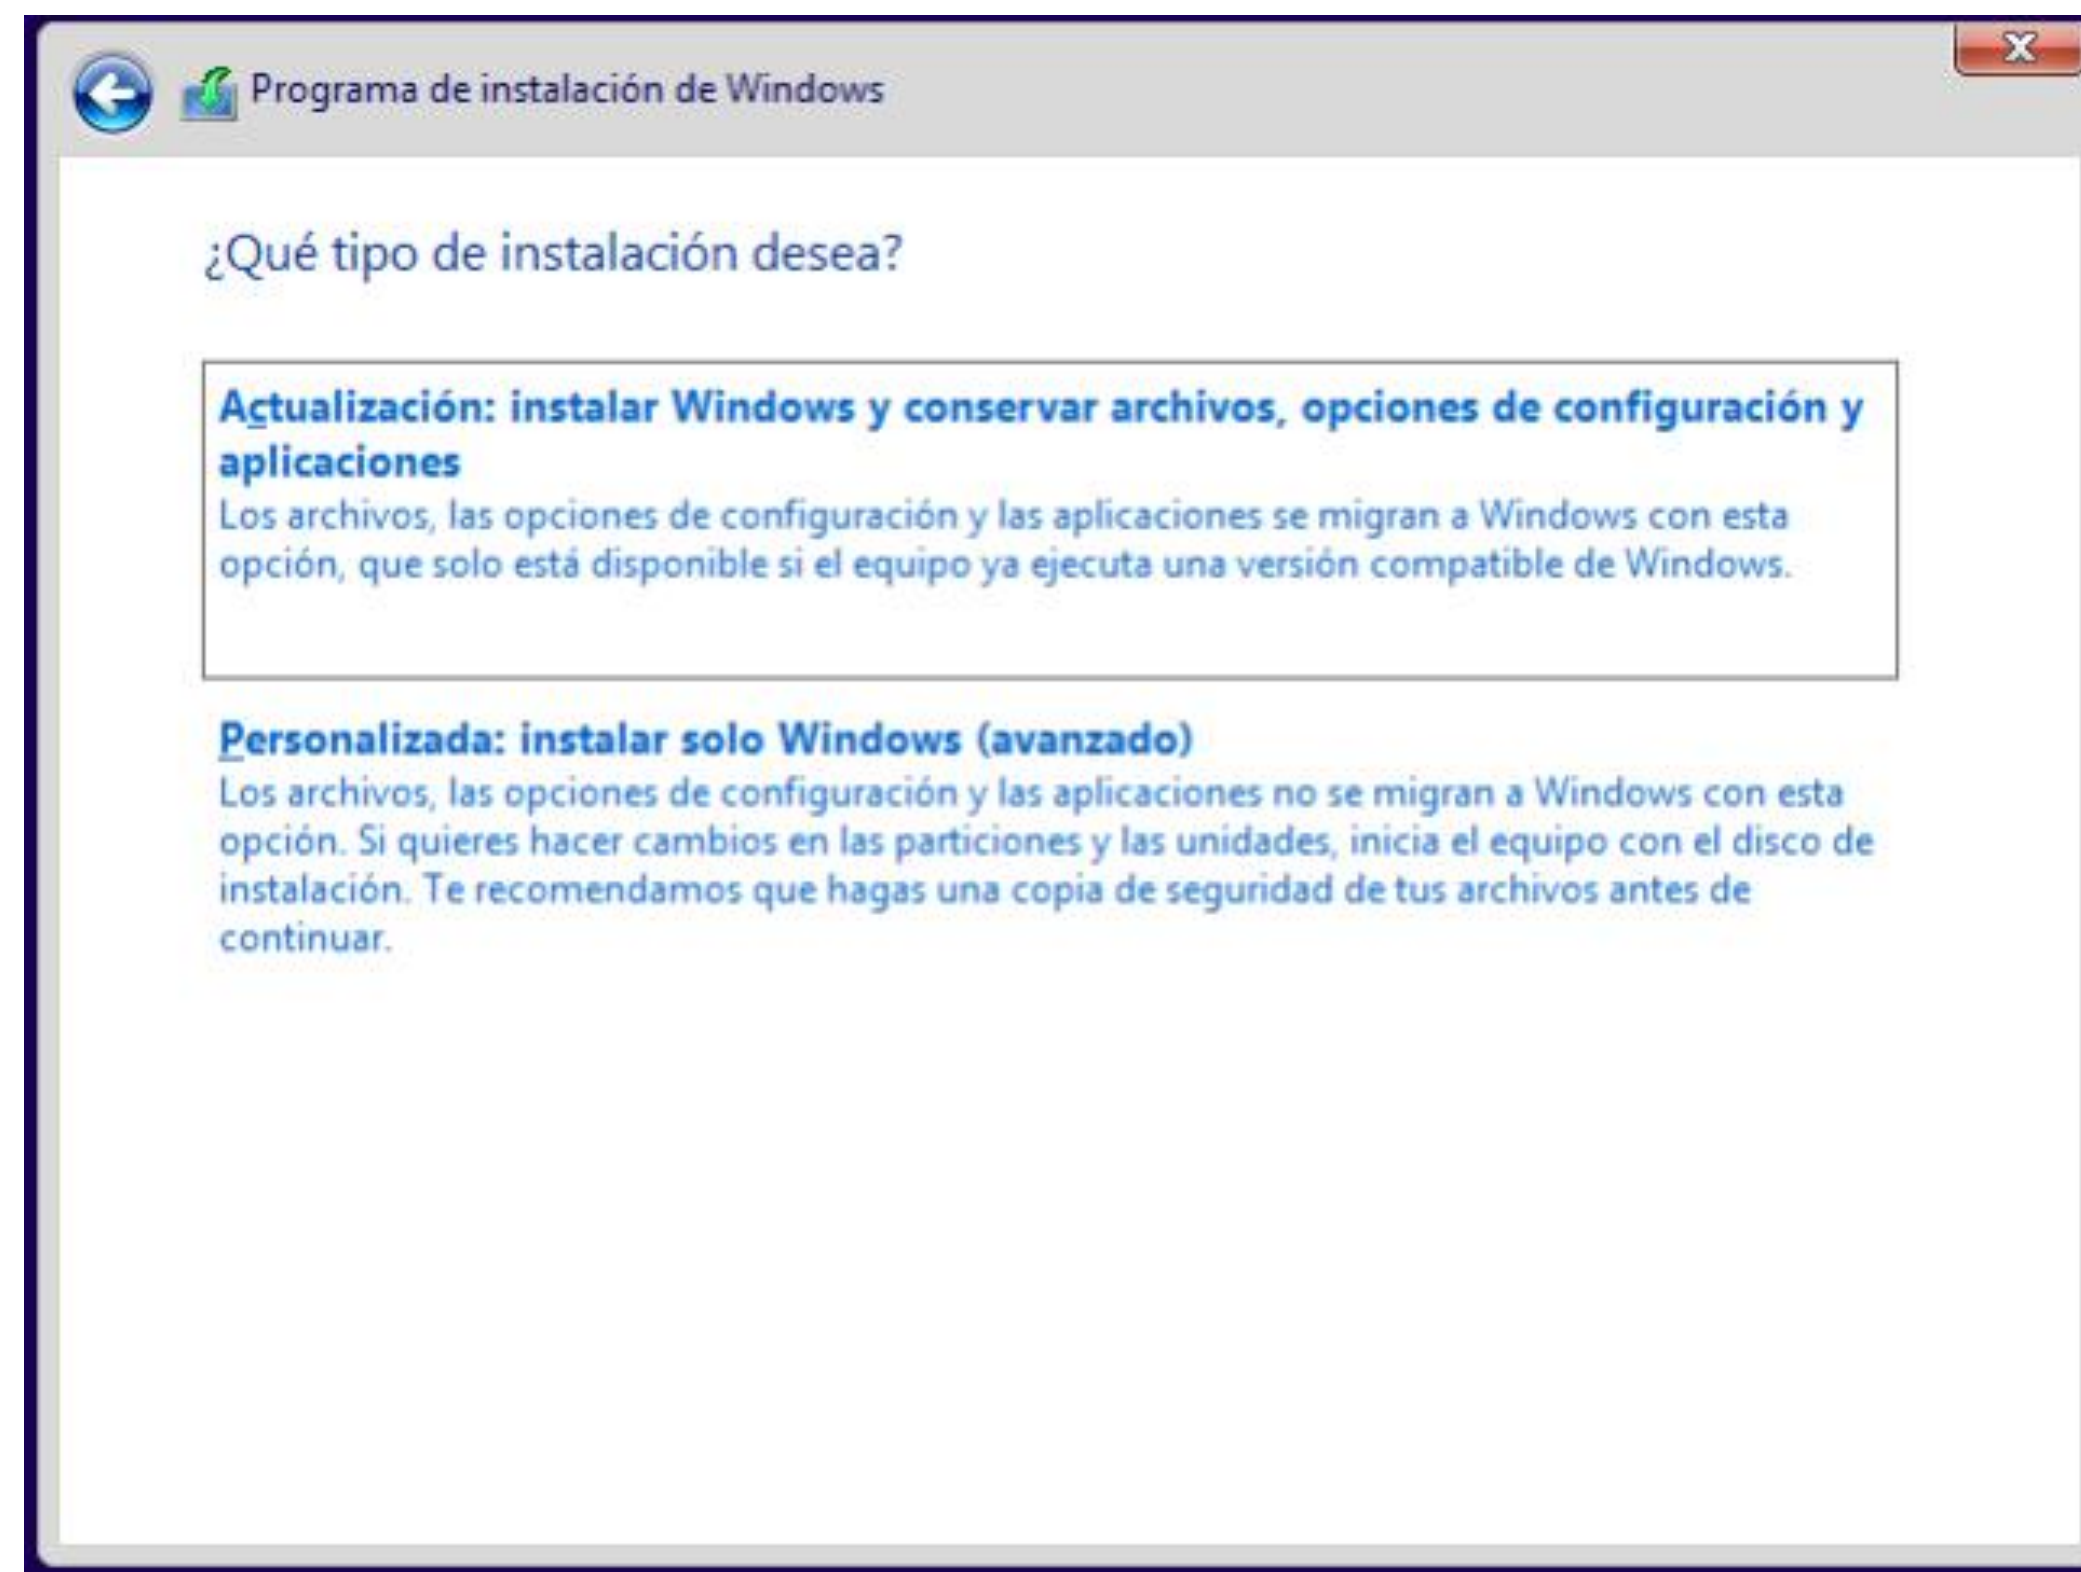 Programa de instalación de Windows
¿Qué tipo de instalación desea?
Actualización: instalar Windows y conservar archivos, opciones de configuración y
aplicaciones
Los archivos, las opciones de configuración y las aplicaciones se migran a Windows con esta
opción, que solo está disponible si el equipo ya ejecuta una versión compatible de Windows.
Personalizada: instalar solo Windows (avanzado)
Los archivos, las opciones de configuración y las aplicaciones no se migran a Windows con esta
opción. Si quieres hacer cambios en las particiones y las unidades, inicia el equipo con el disco de
instalación. Te recomendamos que hagas una copia de seguridad de tus archivos antes de
continuar.